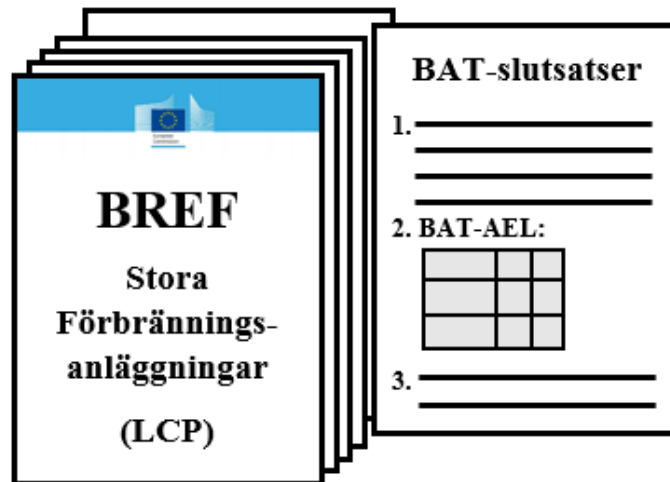 BREF
Stora
Förbrännings-
anläggningar
(LCP)
BAT-slutsatser
1.
2. BAT-AEL:
3.